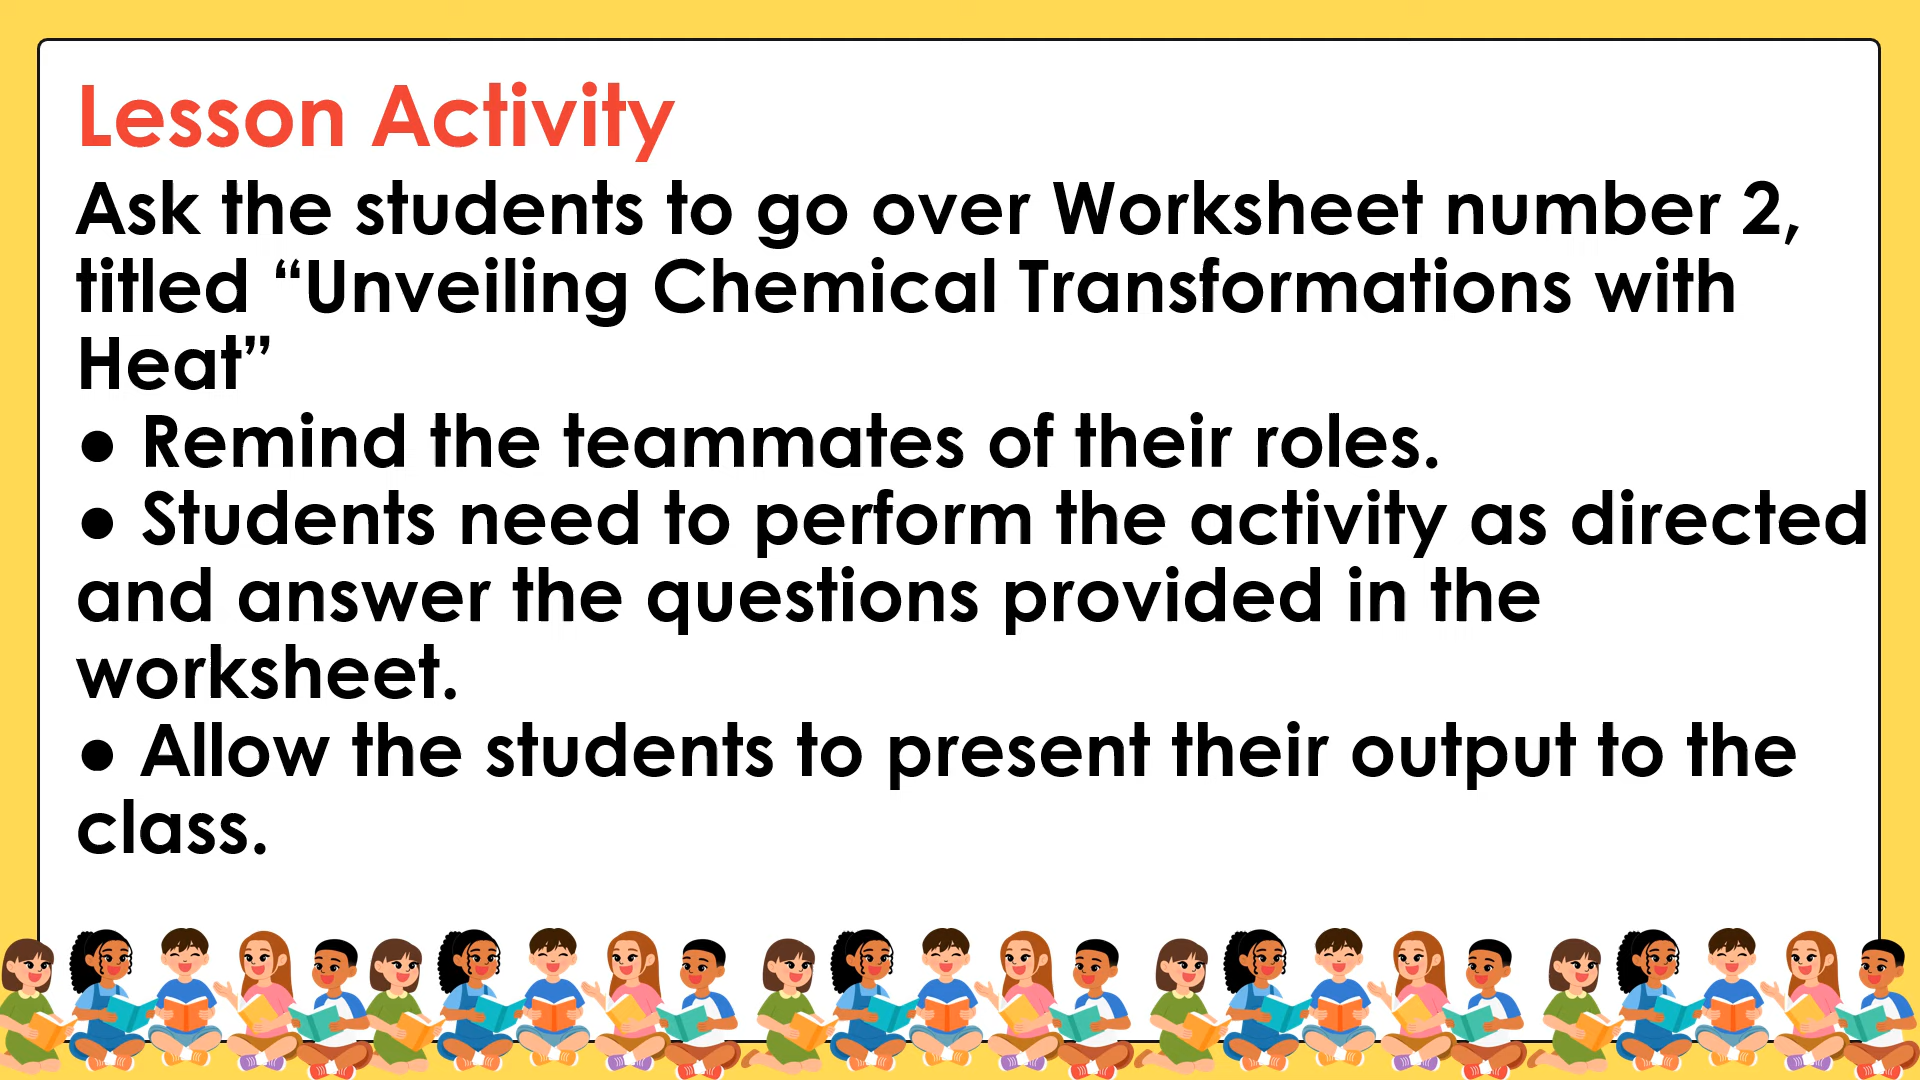 Lesson Activity
Ask the students to go over Worksheet number 2,
titled “Unveiling Chemical Transformations with
Heat”
● Remind the teammates of their roles.
● Students need to perform the activity as directed
and answer the questions provided in the
worksheet.
● Allow the students to present their output to the
class.